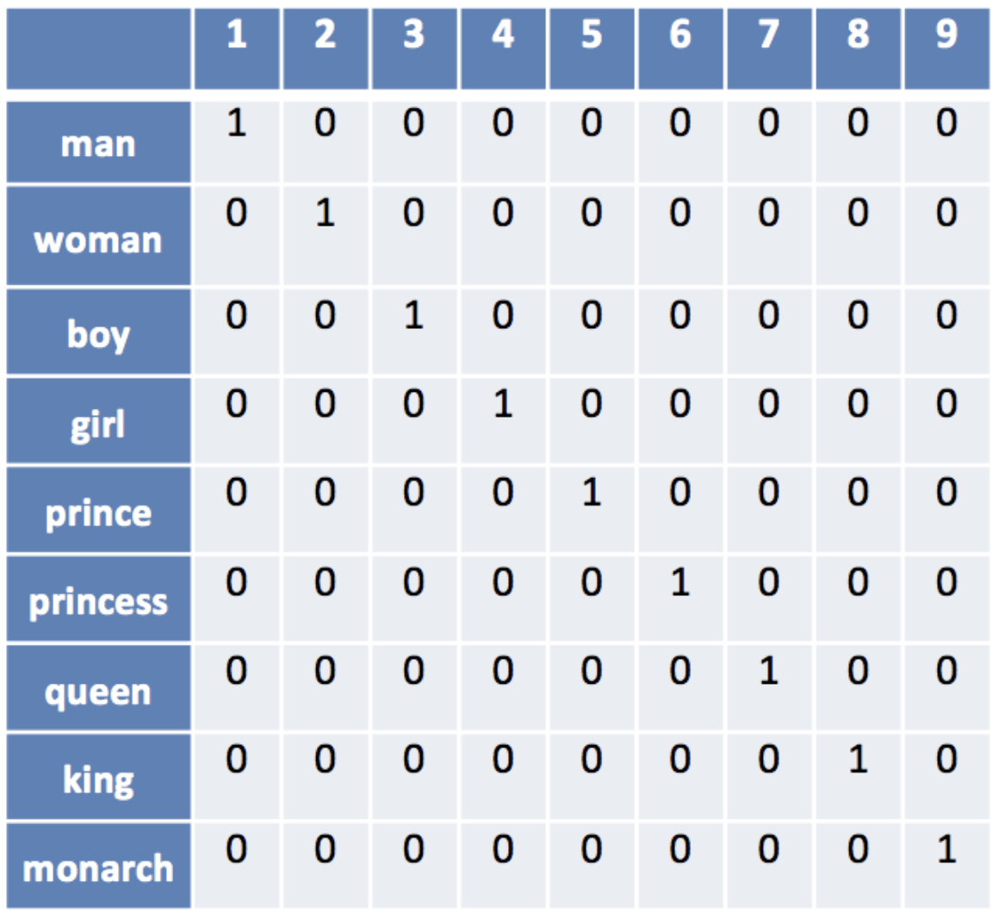 1 2 3 4 5 6 7 8 9
man 1 0 0 0 0 0 0 0 0
woman 0 1 0 0 0 0 0 0 0
boy 0 0 1 0 0 0 0 0 0
girl 0 0 0 1 0 0 0 0 0
prince 0 0 0 0 1 0 0 0 0
princess 0 0 0 0 0 1 0 0 0
queen 0 0 0 0 0 0 1 0 0
king 0 0 0 0 0 0 0 1 0
monarch 0 0 0 0 0 0 0 0 1